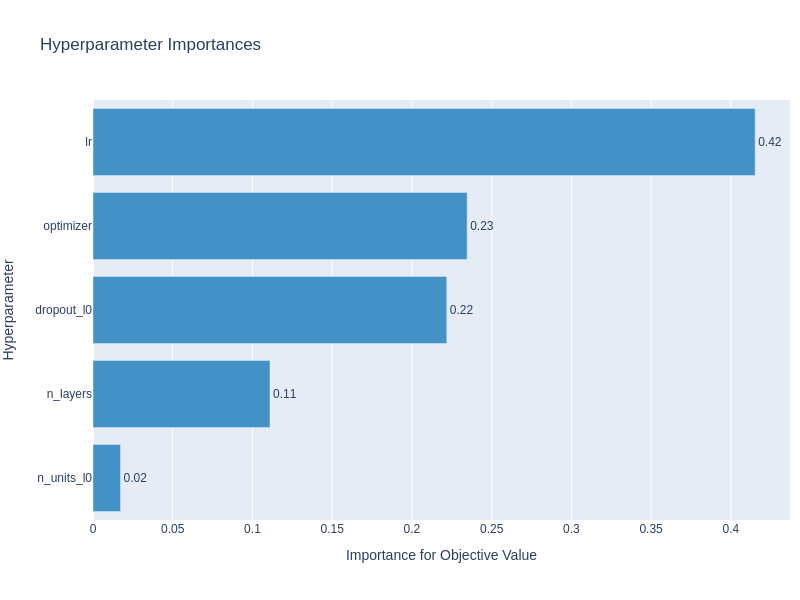 Hyperparameter Importances
Hyperparameter
lr
0.42
optimizer
0.23
dropout_l0
0.22
n_layers
0.11
n_units_l0
0.02
0
0.05
0.1
0.15
0.2
0.25
0.3
0.35
0.4
Importance for Objective Value